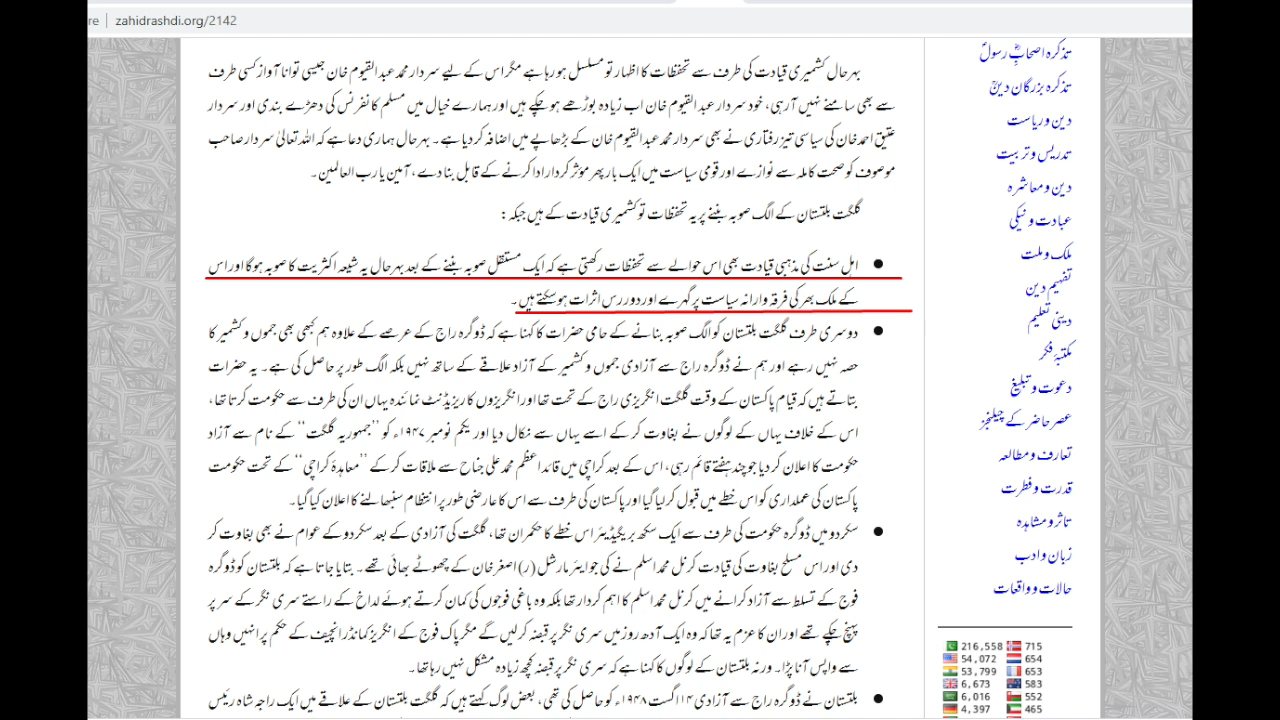 re
zahidrashdi.org/2142
بہرحال کشمیری قیادت کی طرف سے تحفظات کا اظہار تو مسلسل ہو رہا ہے مگر اس کے لیے سردار محمد عبد القیوم خان جیسی توانا آواز کسی طرف
سے بھی سامنے نہیں آرہی، خود سردار عبد القیوم خان اب زیادہ بوڑھے ہو چکے ہیں اور ہمارے خیال میں مسلم کانفرنس کی دھڑے بندی اور سردار
عتیق احمد خان کی سیاسی تیز رفتاری نے بھی سردار محمد عبد القیوم خان کے بڑھاپے میں اضافہ کر دیا ہے۔ بہرحال ہماری دعا ہے کہ اللہ تعالیٰ سردار صاحب
موصوف کو صحت کاملہ سے نوازے اور قومی سیاست میں ایک بار پھر مؤثر کردار ادا کرنے کے قابل بنا دے، آمین یا رب العالمین۔
گلگت بلتستان کے الگ صوبہ بننے پر یہ تحفظات تو کشمیری قیادت کے ہیں جبکہ:
● اہل سنت کی مذہبی قیادت بھی اس حوالے سے تحفظات رکھتی ہے کہ ایک مستقل صوبہ بننے کے بعد بہرحال یہ شیعہ اکثریت کا صوبہ ہوگا اور اس
کے ملک بھر کی فرقہ وارانہ سیاست پر گہرے اور دور رس اثرات ہو سکتے ہیں۔
● دوسری طرف گلگت بلتستان کو الگ صوبہ بنانے کے حامی حضرات کا کہنا ہے کہ ڈوگرہ راج کے عرصے کے علاوہ ہم کبھی بھی جموں و کشمیر کا
حصہ نہیں رہے اور ہم نے ڈوگرہ راج سے آزادی جموں و کشمیر کے آزاد علاقے کے ساتھ نہیں بلکہ الگ طور پر حاصل کی ہے۔ یہ حضرات
بتاتے ہیں کہ قیام پاکستان کے وقت گلگت انگریزی راج کے تحت تھا اور انگریزوں کا ریزیڈنٹ نمائندہ یہاں ان کی طرف سے حکومت کرتا تھا،
اس کے خلاف یہاں کے لوگوں نے بغاوت کر کے اسے یہاں سے نکال دیا اور یکم نومبر ۱۹۴۷ء کو ’’جمہوریہ گلگت‘‘ کے نام سے آزاد
حکومت کا اعلان کر دیا جو چند ہفتے قائم رہی، اس کے بعد کراچی میں قائد اعظم محمد علی جناح سے ملاقات کر کے ’’معاہدۂ کراچی‘‘ کے تحت حکومت
پاکستان کی عملداری کو اس خطے میں قبول کر لیا گیا اور پاکستان کی طرف سے اس کا عارضی طور پر انتظام سنبھالنے کا اعلان کیا گیا۔
● سکردو میں ڈوگرہ حکومت کی طرف سے ایک سکھ بریگیڈیئر اس خطے کا حکمران تھا، گلگت کی آزادی کے بعد سکردو کے عوام نے بھی بغاوت کر
دی اور اس مسلح بغاوت کی قیادت کرنل محمد اسلم نے کی جو ایئر مارشل (ر) اصغر خان کے چھوٹے بھائی تھے۔ بتایا جاتا ہے کہ بلتستان کو ڈوگرہ
فوج کے تسلط سے آزاد کرانے میں کرنل محمد اسلم کا اہم کردار تھا بلکہ وہ باغی فوجوں کی کمان کرتے ہوئے لداخ کے راستے سری نگر کے سر پر
پہنچ چکے تھے اور ان کا عزم یہ تھا کہ وہ ایک آدھ روز میں سری نگر پر قبضہ کر لیں گے مگر پاک فوج کے انگریز کمانڈر انچیف کے حکم پر انہیں وہاں
سے واپس آنا پڑا۔ ورنہ بلتستان کے لوگوں کا کہنا ہے کہ سری نگر پر قبضہ کچھ زیادہ مشکل نہیں رہا تھا۔
● بلتستان نے ڈوگرہ راج سے آزادی ۱۴ اگست ۱۹۴۸ء کو حاصل کی تھی، بعض لوگ کہتے ہیں کہ گلگت بلتستان کے علاقے میں ایک راجہ شاہ رئیس
تذکرہ اصحابِ رسولؐ
تذکرہ بزرگان دینؒ
دین و ریاست
تدریس و تربیت
دین و معاشرہ
عبادت و نیکی
ملک و ملت
تفہیم دین
دینی تعلیم
مکتبۂ فکر
دعوت و تبلیغ
عصر حاضر کے چیلنجز
تعارف و مطالعہ
قدرت و فطرت
تاثر و مشاہدہ
زبان و ادب
حالات و واقعات
216,558 715
54,072 654
53,799 653
6,673 583
6,016 552
4,397 465